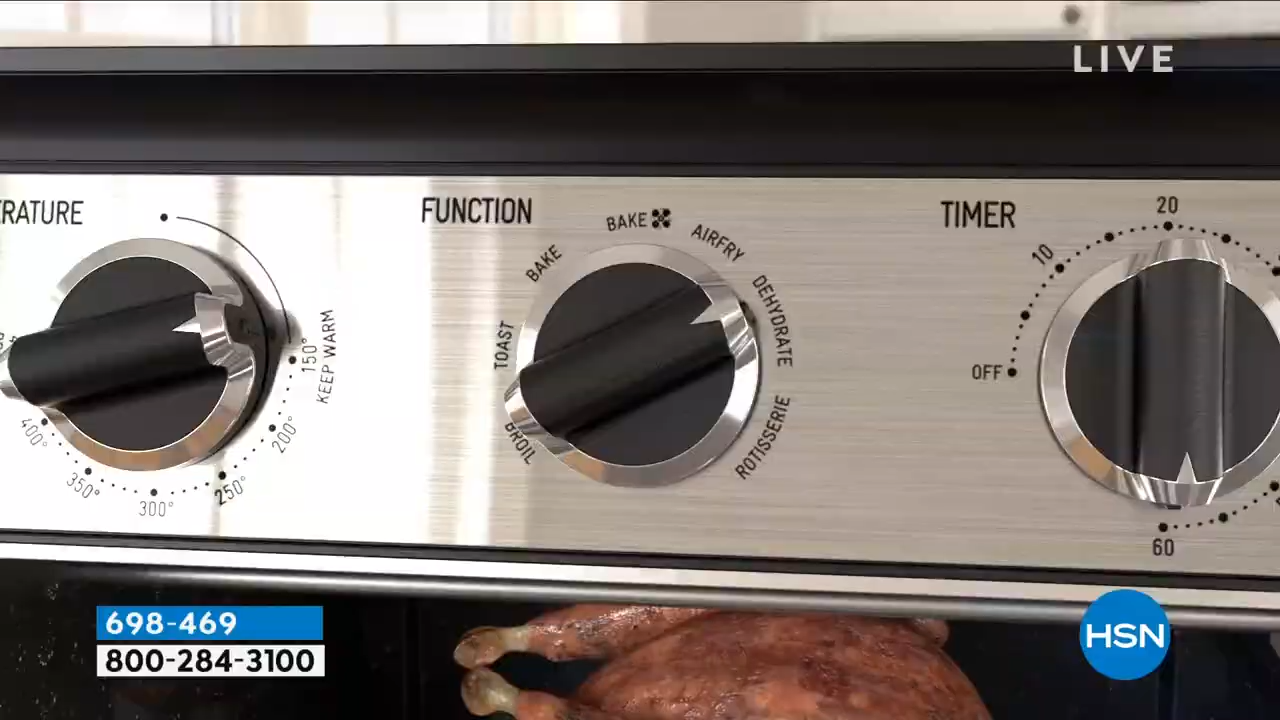 LIVE
ERATURE
150°
KEEP WARM
200°
250°
300°
350°
400°
FUNCTION
BROIL
TOAST
BAKE
BAKE
AIRFRY
DEHYDRATE
ROTISSERIE
TIMER
OFF
10
20
60
698-469
800-284-3100
HSN